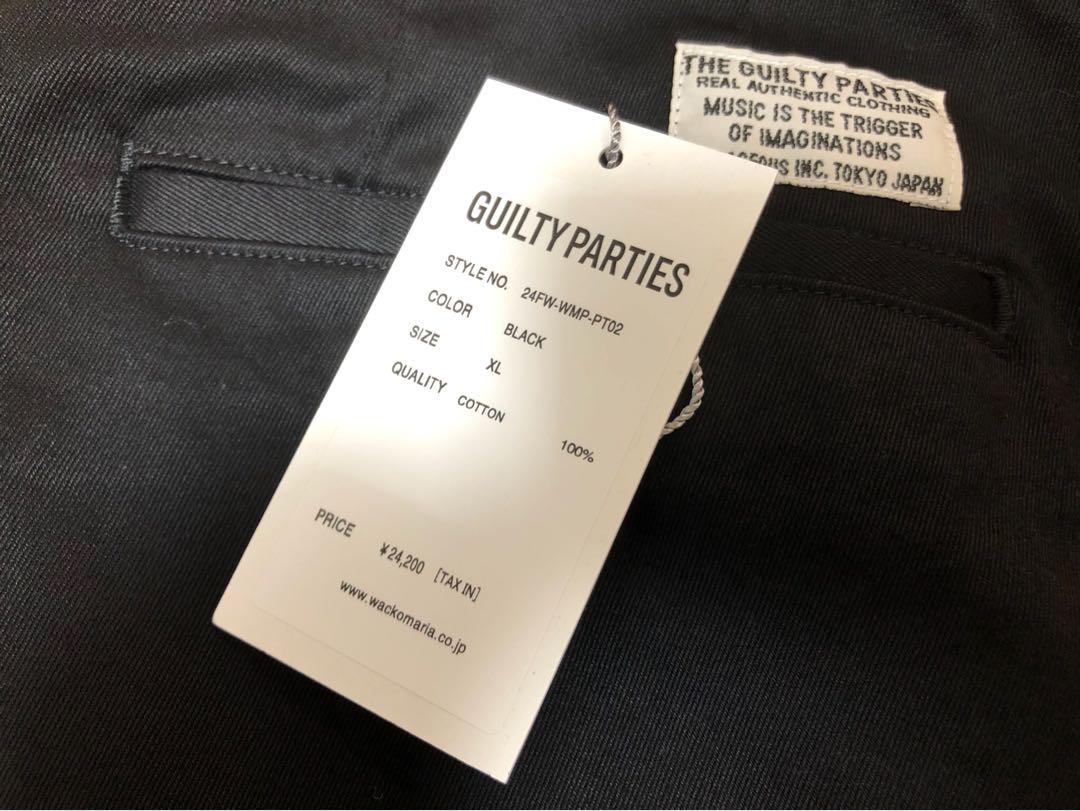 THE GUILTY PARTIES
REAL AUTHENTIC CLOTHING
MUSIC IS THE TRIGGER
OF IMAGINATIONS
INC. TOKYO JAPAN
GUILTY PARTIES
STYLE NO. 24FW-WMP-PT02
COLOR BLACK
SIZE XL
QUALITY COTTON
100%
PRICE ¥24,200 [TAX IN]
www.wackomaria.co.jp